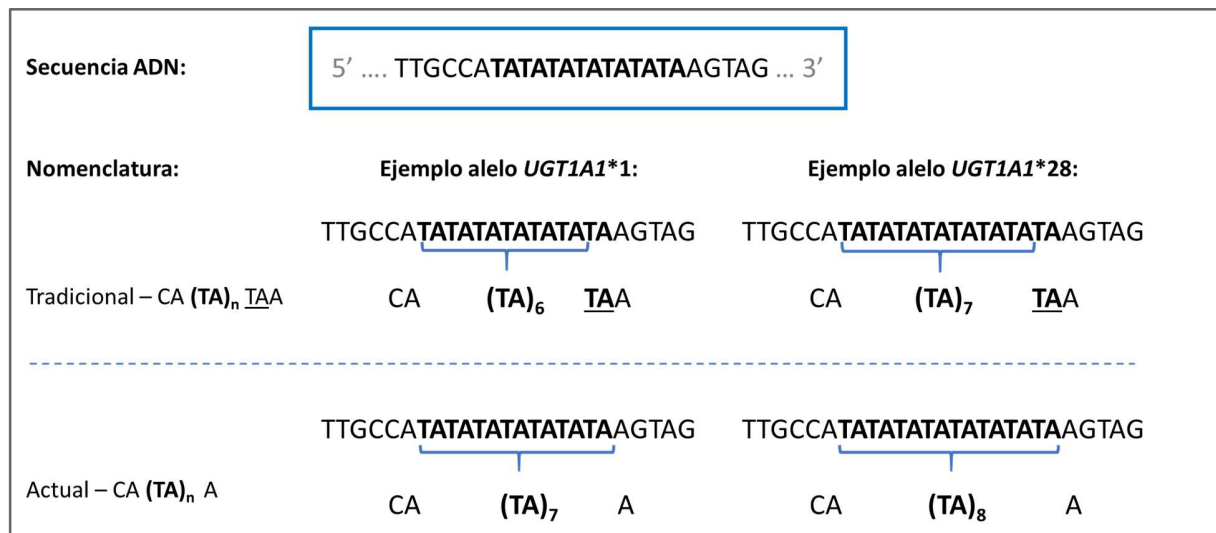 Secuencia ADN:
5’ .... TTGCCATATATATATATATAAGTAG ... 3’
Nomenclatura:
Ejemplo alelo UGT1A1*1:
Ejemplo alelo UGT1A1*28:
TTGCCATATATATATATATAAGTAG
TTGCCATATATATATATATATAAGTAG
Tradicional – CA (TA)n TAA
CA (TA)6 TAA
CA (TA)7 TAA
TTGCCATATATATATATATAAGTAG
TTGCCATATATATATATATATAAGTAG
Actual – CA (TA)n A
CA (TA)7 A
CA (TA)8 A